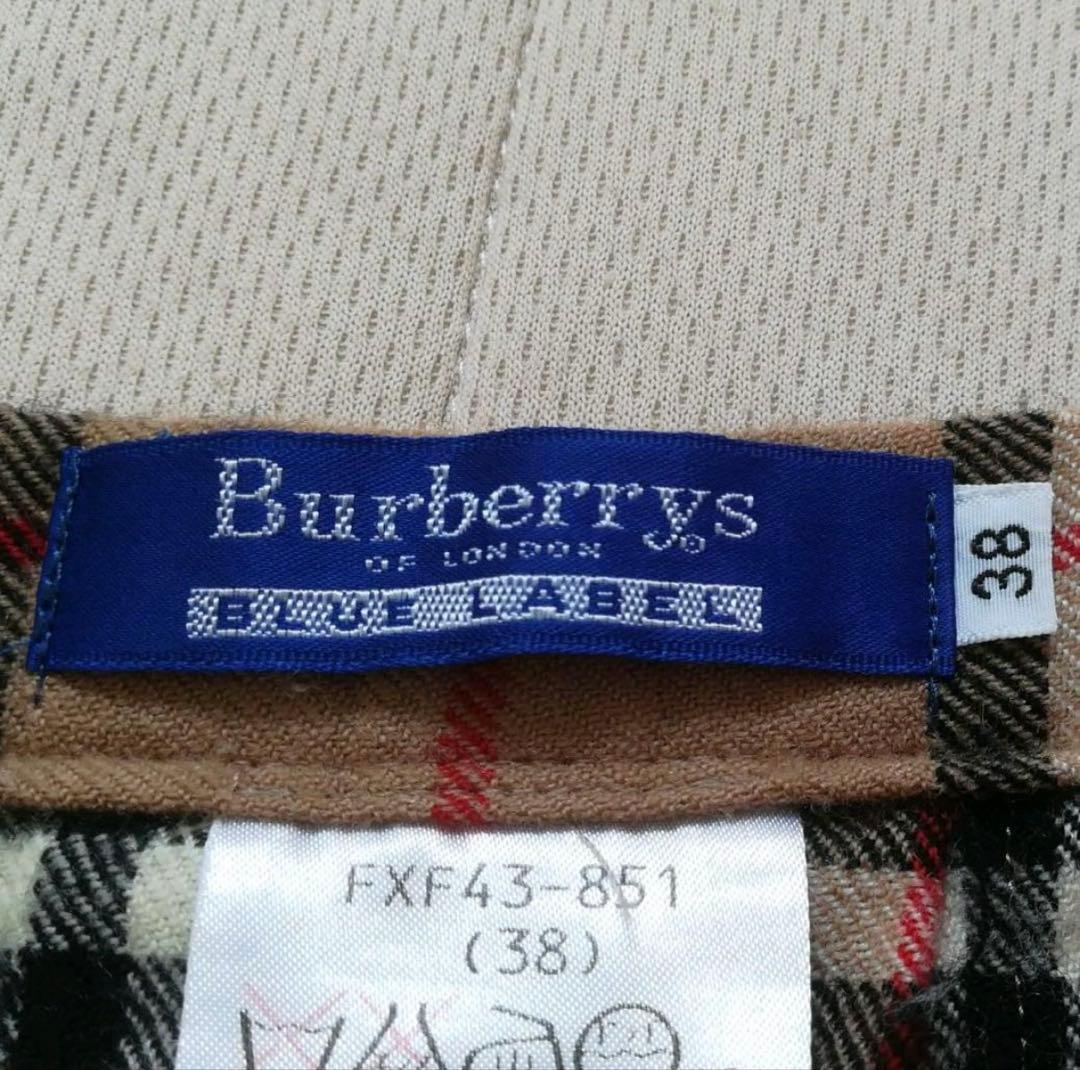 Burberrys®
OF LONDON
BLUE LABEL
38
FXF43-851
(38)